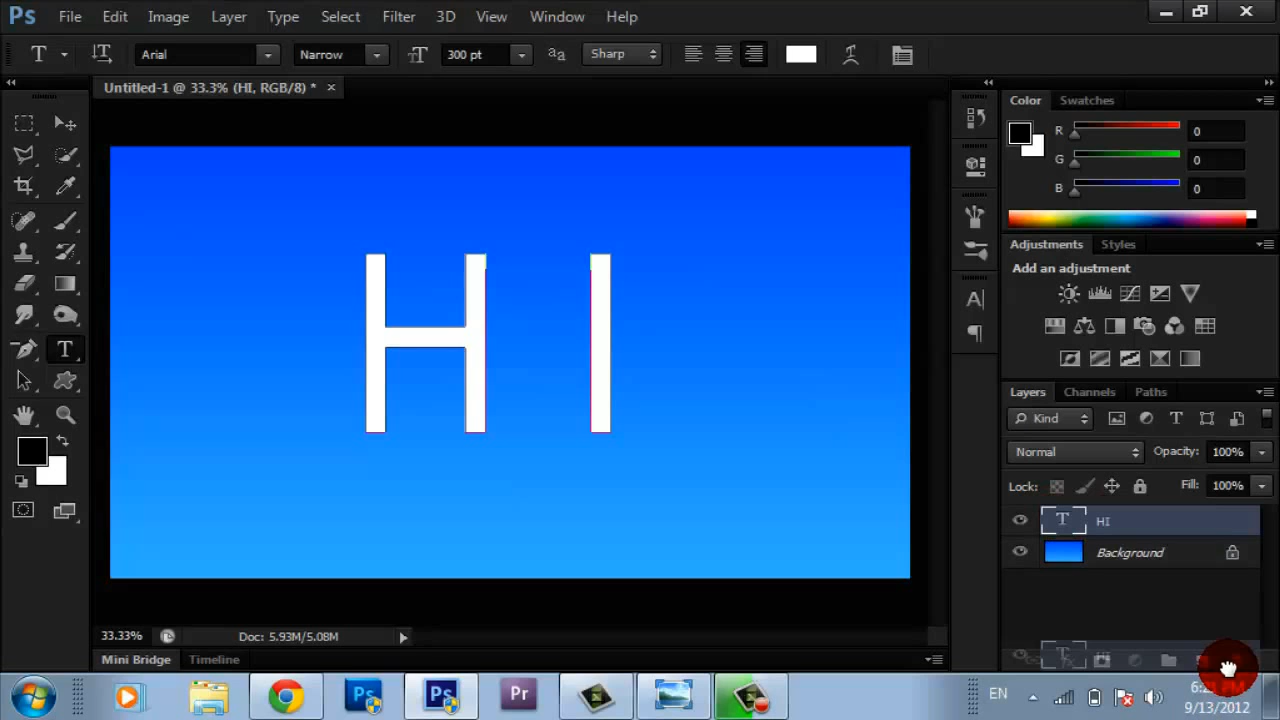 Ps File Edit Image Layer Type Select Filter 3D View Window Help
T Arial Narrow 300 pt aa Sharp
Untitled-1 @ 33.3% (HI, RGB/8) * ×
Color Swatches
R 0
G 0
B 0
Adjustments Styles
Add an adjustment
HI
Layers Channels Paths
Kind
Normal Opacity: 100%
Lock: Fill: 100%
HI
Background
33.33% Doc: 5.93M/5.08M
Mini Bridge Timeline
Ps Ps Pr EN
9/13/2012